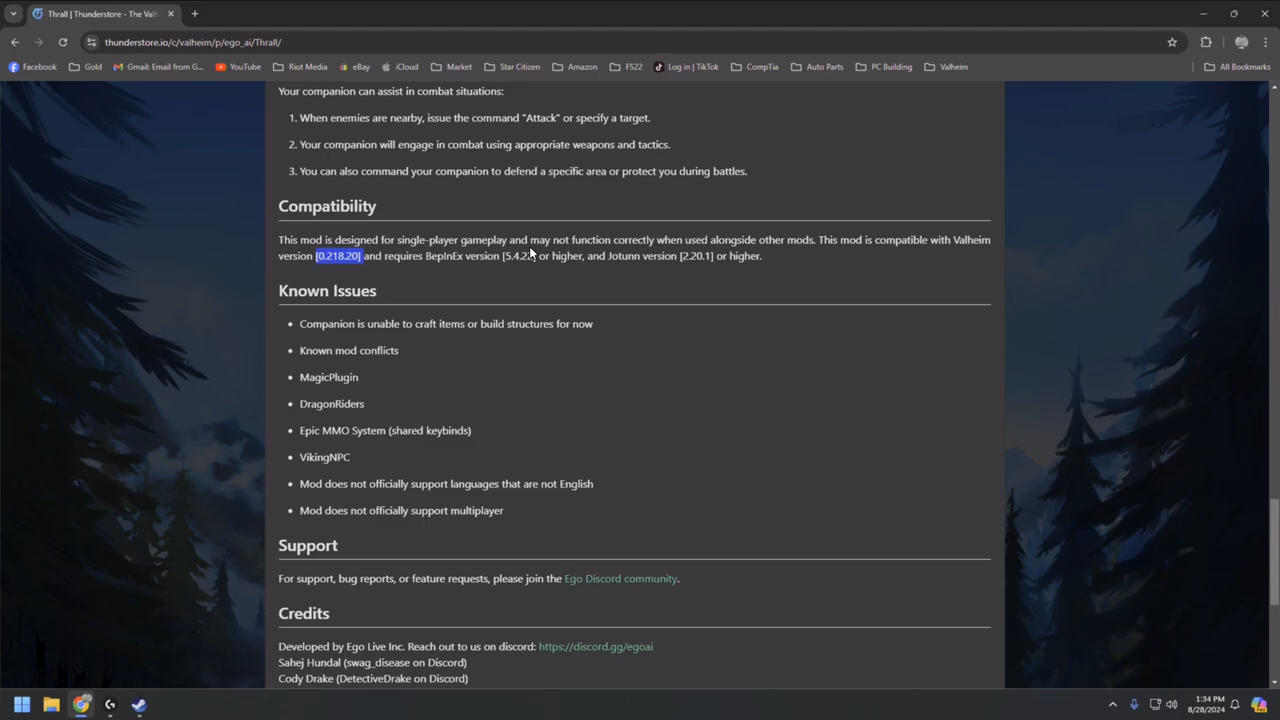 Thrall | Thunderstore - The Valh
thunderstore.io/c/valheim/p/ego_ai/Thrall/
Facebook Gold Gmail: Email from G... YouTube Riot Media eBay iCloud Market Star Citizen Amazon FS22 Log in | TikTok CompTia Auto Parts PC Building Valheim All Bookmarks
Your companion can assist in combat situations:
1. When enemies are nearby, issue the command "Attack" or specify a target.
2. Your companion will engage in combat using appropriate weapons and tactics.
3. You can also command your companion to defend a specific area or protect you during battles.
Compatibility
This mod is designed for single-player gameplay and may not function correctly when used alongside other mods. This mod is compatible with Valheim
version [0.218.20] and requires BepInEx version or higher, and Jotunn version [2.20.1] or higher.
Known Issues
• Companion is unable to craft items or build structures for now
• Known mod conflicts
• MagicPlugin
• DragonRiders
• Epic MMO System (shared keybinds)
• VikingNPC
• Mod does not officially support languages that are not English
• Mod does not officially support multiplayer
Support
For support, bug reports, or feature requests, please join the Ego Discord community.
Credits
Developed by Ego Live Inc. Reach out to us on discord: https://discord.gg/egoai
Sahej Hundal (swag_disease on Discord)
Cody Drake (DetectiveDrake on Discord)
1:34 PM
8/28/2024